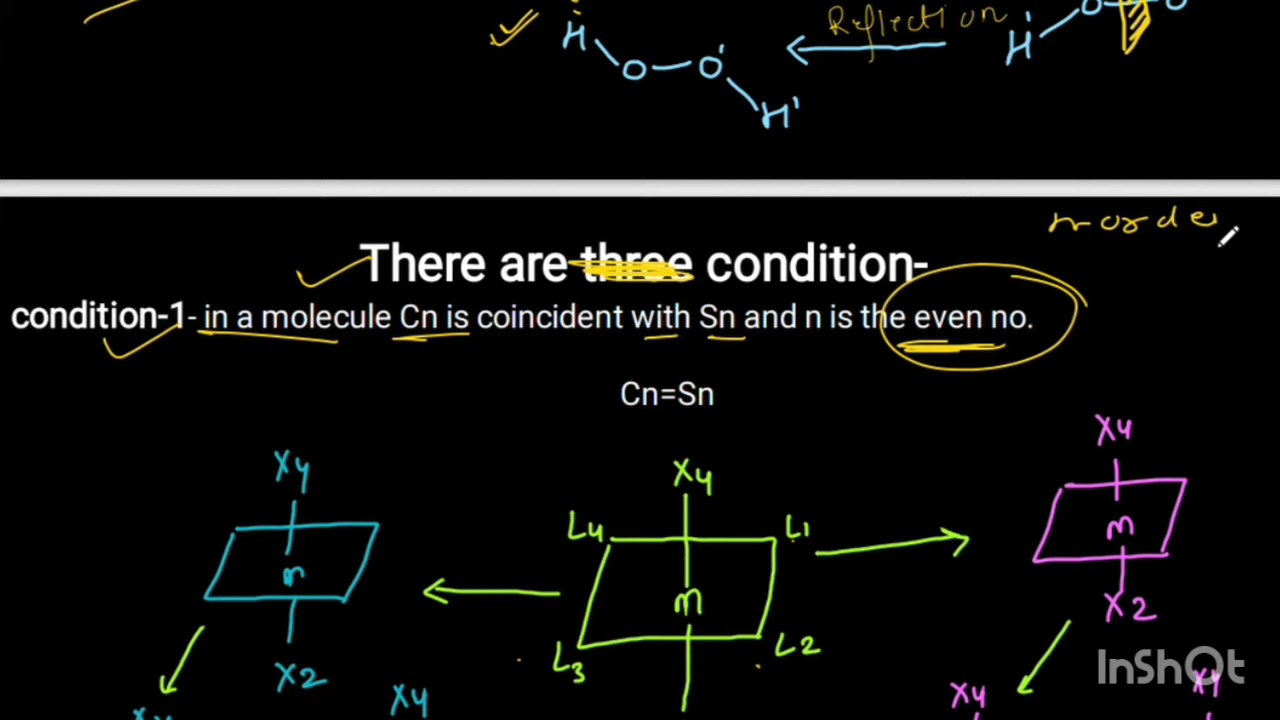 Reflection
H
O
O'
H'
H
O
n orde
There are three condition-
condition-1- in a molecule Cn is coincident with Sn and n is the even no.
Cn=Sn
X4
m
X2
X4
L4
L1
m
L3
L2
X4
m
X2
X4
X4
InShOt